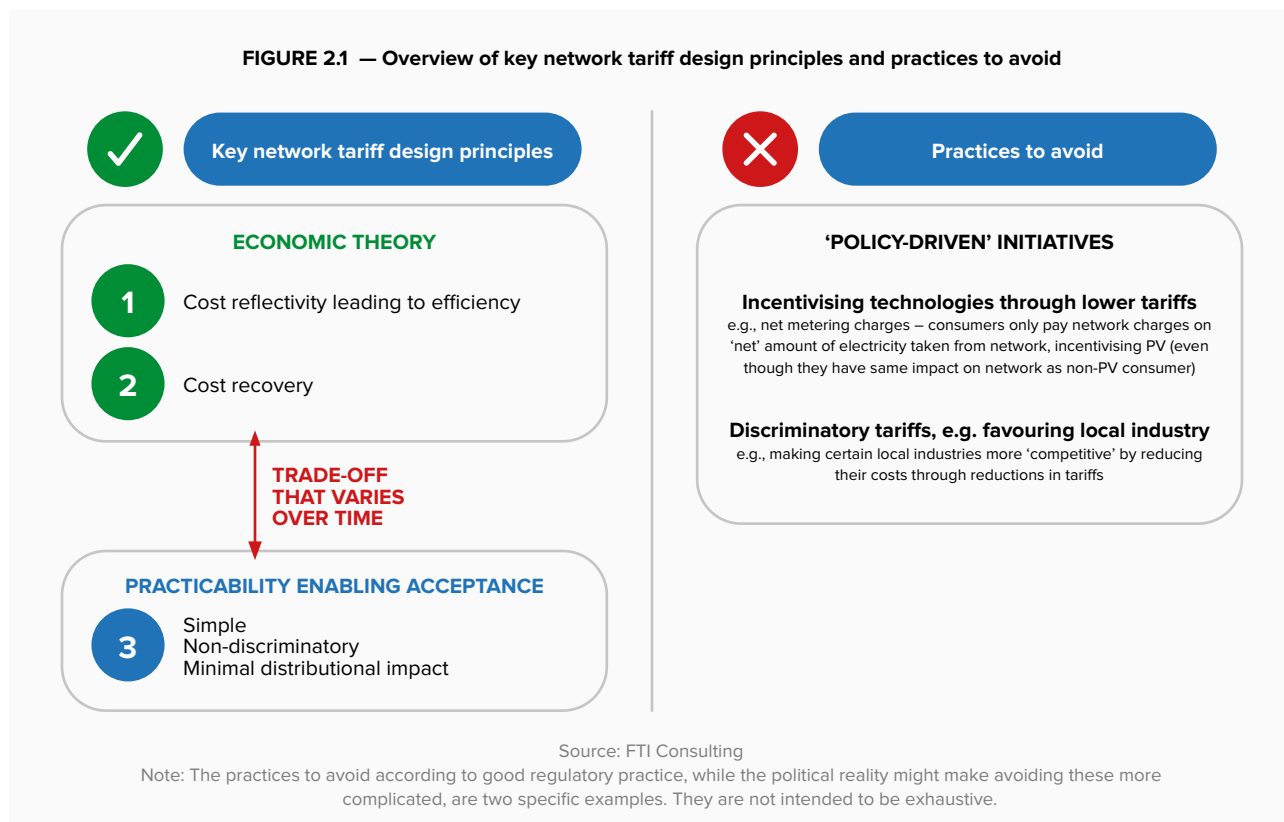 FIGURE 2.1 — Overview of key network tariff design principles and practices to avoid
Key network tariff design principles
ECONOMIC THEORY
1
Cost reflectivity leading to efficiency
2
Cost recovery
TRADE-OFF
THAT VARIES
OVER TIME
PRACTICABILITY ENABLING ACCEPTANCE
3
Simple
Non-discriminatory
Minimal distributional impact
Practices to avoid
‘POLICY-DRIVEN’ INITIATIVES
Incentivising technologies through lower tariffs
e.g., net metering charges – consumers only pay network charges on
‘net’ amount of electricity taken from network, incentivising PV (even
though they have same impact on network as non-PV consumer)
Discriminatory tariffs, e.g. favouring local industry
e.g., making certain local industries more ‘competitive’ by reducing
their costs through reductions in tariffs
Source: FTI Consulting
Note: The practices to avoid according to good regulatory practice, while the political reality might make avoiding these more
complicated, are two specific examples. They are not intended to be exhaustive.